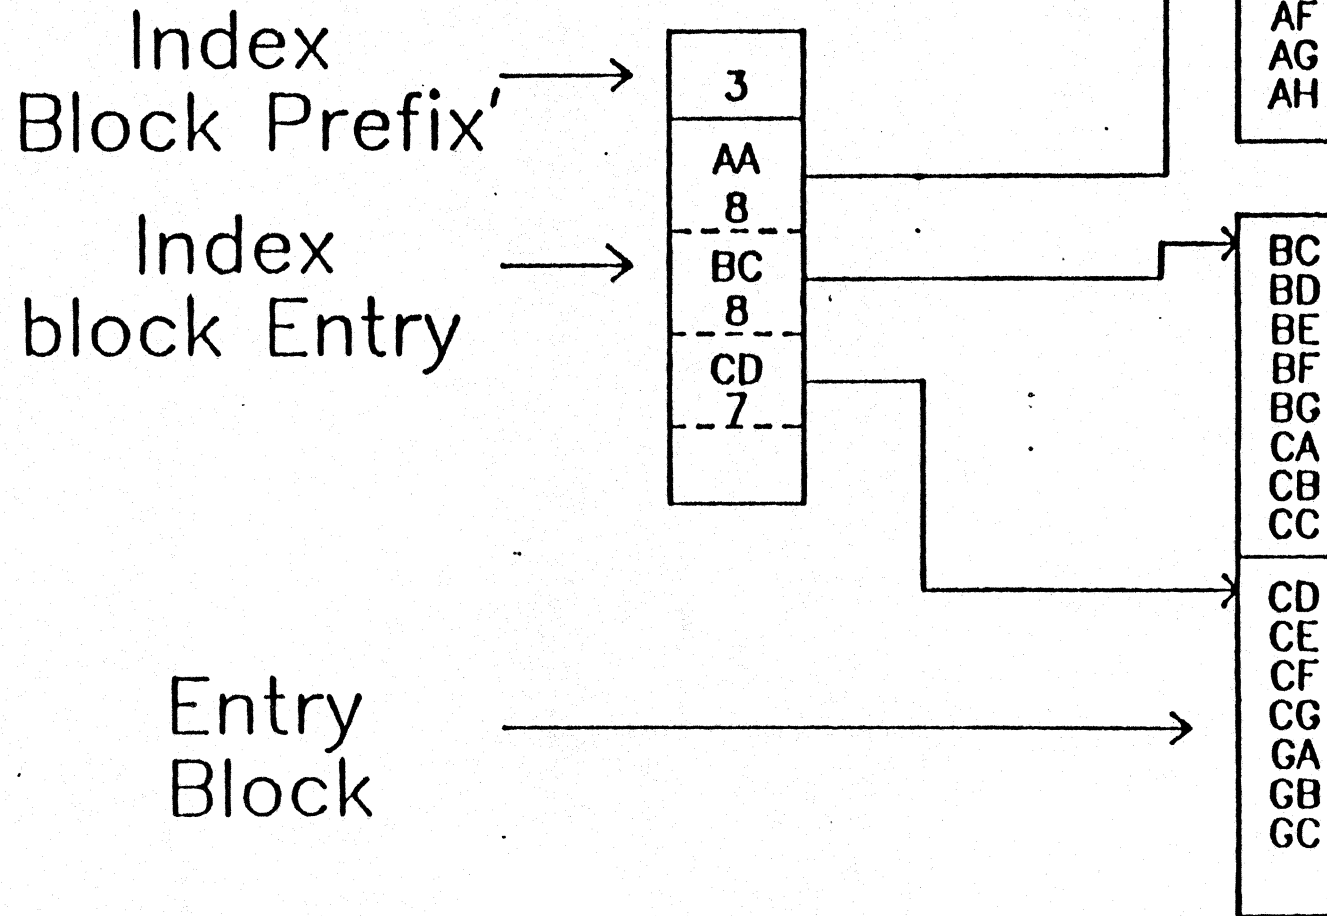 Index
Block Prefix'
Index
block Entry
Entry
Block
3
AA
8
BC
8
CD
7
AF
AG
AH
BC
BD
BE
BF
BG
CA
CB
CC
CD
CE
CF
CG
GA
GB
GC